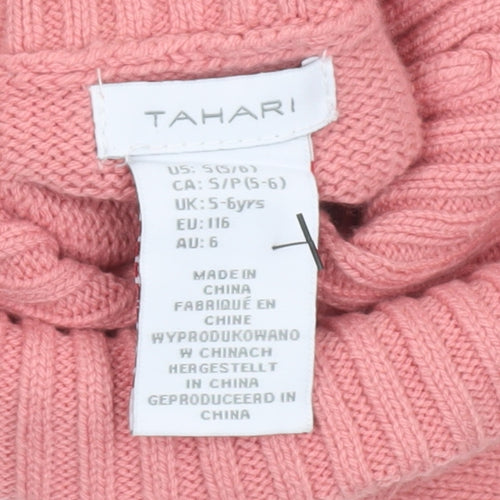 TAHARI
US: S(5/6)
CA: S/P(5-6)
UK: 5-6yrs
EU: 116
AU: 6
MADE IN
CHINA
FABRIQUÉ EN
CHINE
WYPRODUKOWANO
W CHINACH
HERGESTELLT
IN CHINA
GEPRODUCEERD IN
CHINA